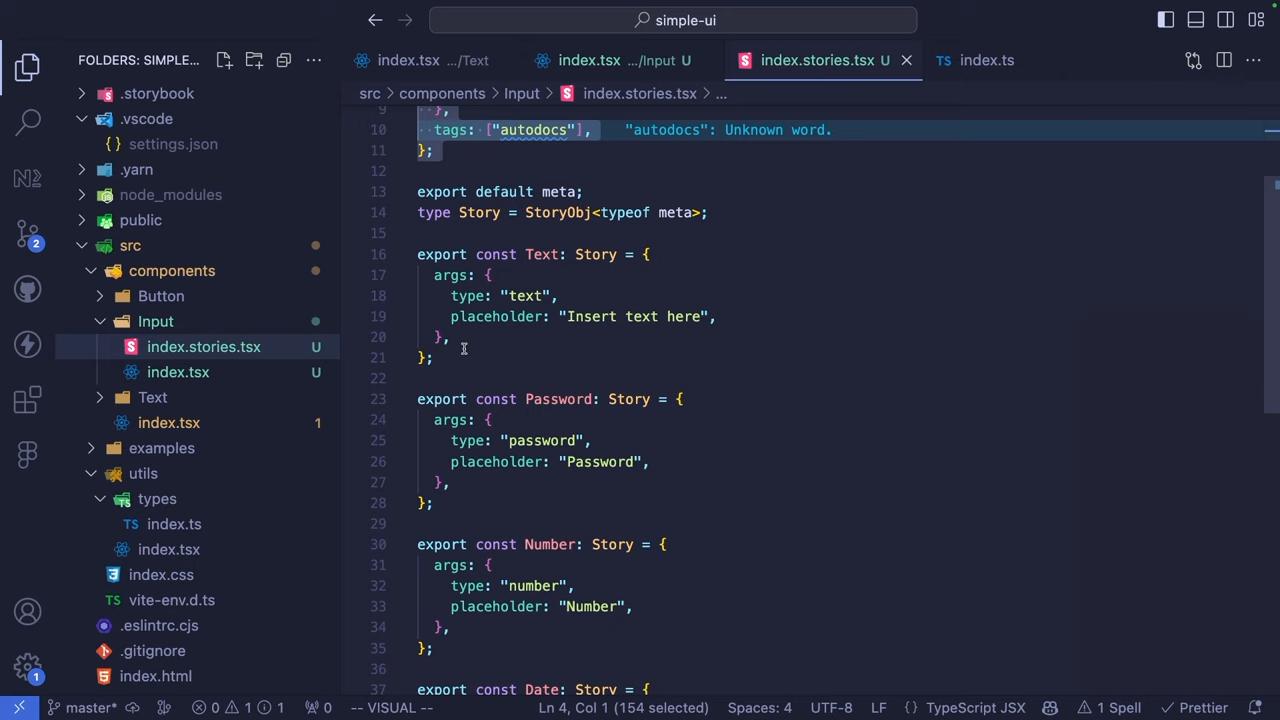 simple-ui
FOLDERS: SIMPLE... ...
index.tsx .../Text
index.tsx .../Input U
index.stories.tsx U
TS index.ts
...
src > components > Input > index.stories.tsx > ...
.storybook
.vscode
{} settings.json
.yarn
node_modules
public
src
components
Button
Input
index.stories.tsx U
index.tsx U
Text
index.tsx 1
examples
utils
types
TS index.ts
index.tsx
index.css
TS vite-env.d.ts
.eslintrc.cjs
.gitignore
index.html
2
1
9 },
10 tags: ["autodocs"], "autodocs": Unknown word.
11 };
12
13 export default meta;
14 type Story = StoryObj<typeof meta>;
15
16 export const Text: Story = {
17 args: {
18 type: "text",
19 placeholder: "Insert text here",
20 },
21 };
22
23 export const Password: Story = {
24 args: {
25 type: "password",
26 placeholder: "Password",
27 },
28 };
29
30 export const Number: Story = {
31 args: {
32 type: "number",
33 placeholder: "Number",
34 },
35 };
36
37 export const Date: Story = {
master* 0 1 1 0 -- VISUAL -- Ln 4, Col 1 (154 selected) Spaces: 4 UTF-8 LF {} TypeScript JSX 1 Spell Prettier